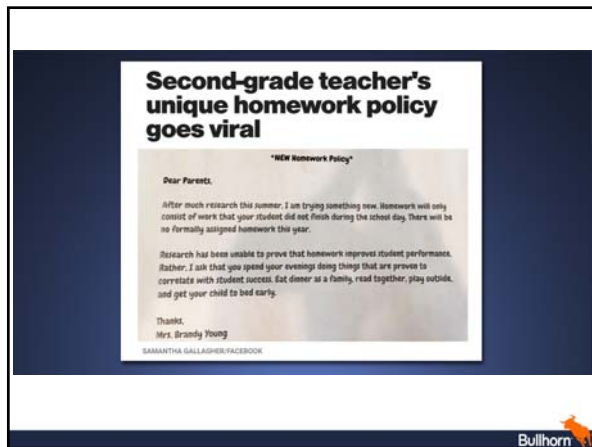 Second-grade teacher's
unique homework policy
goes viral
*NEW Homework Policy*
Dear Parents,
After much research this summer, I am trying something new. Homework will only
consist of work that your student did not finish during the school day. There will be
no formally assigned homework this year.
Research has been unable to prove that homework improves student performance.
Rather, I ask that you spend your evenings doing things that are proven to
correlate with student success. Eat dinner as a family, read together, play outside,
and get your child to bed early.
Thanks,
Mrs. Brandy Young
SAMANTHA GALLAGHER/FACEBOOK
Bullhorn